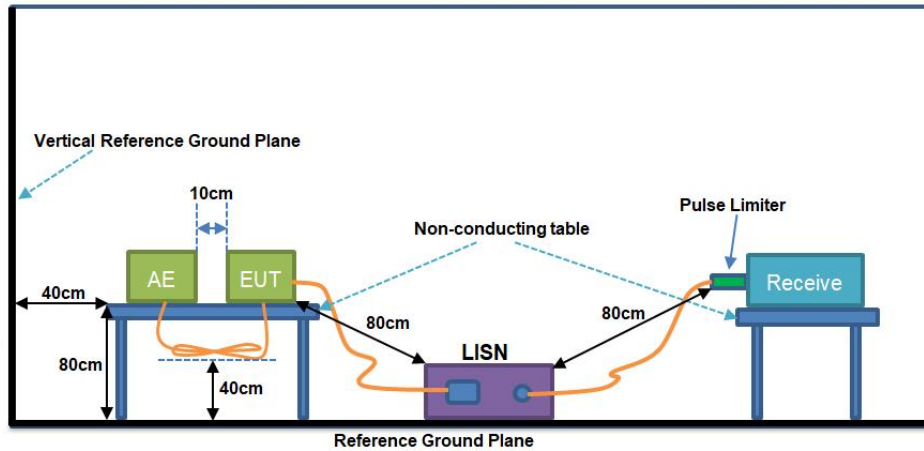 Vertical Reference Ground Plane
10cm
Pulse Limiter
Non-conducting table
AE
EUT
Receive
40cm
80cm
80cm
LISN
80cm
40cm
Reference Ground Plane